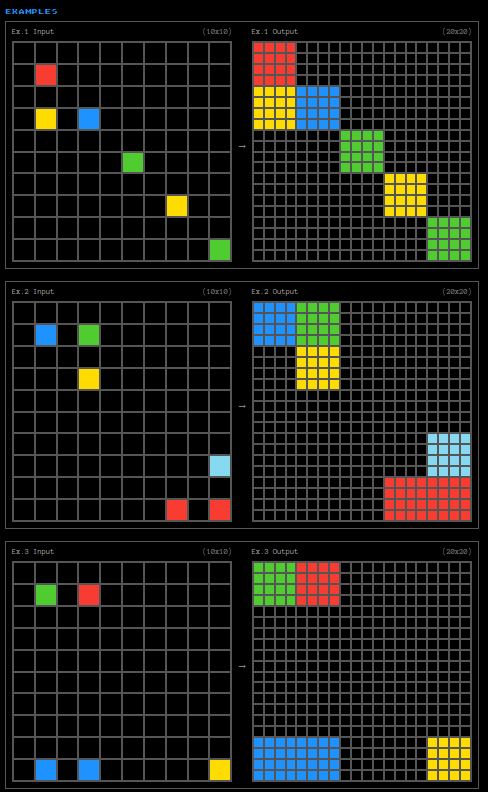 EXAMPLES
Ex.1 Input (10x10) Ex.1 Output (20x20)
→
Ex.2 Input (10x10) Ex.2 Output (20x20)
→
Ex.3 Input (10x10) Ex.3 Output (20x20)
→